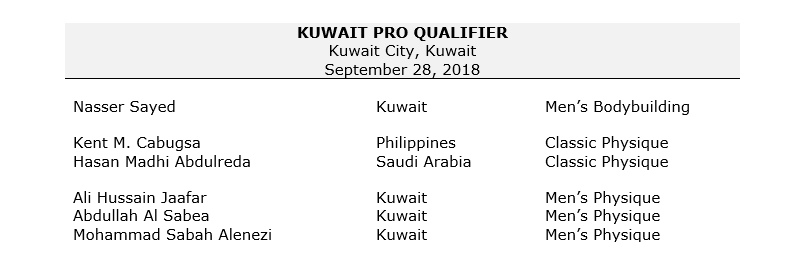 KUWAIT PRO QUALIFIER
Kuwait City, Kuwait
September 28, 2018
Nasser Sayed Kuwait Men’s Bodybuilding
Kent M. Cabugsa Philippines Classic Physique
Hasan Madhi Abdulreda Saudi Arabia Classic Physique
Ali Hussain Jaafar Kuwait Men’s Physique
Abdullah Al Sabea Kuwait Men’s Physique
Mohammad Sabah Alenezi Kuwait Men’s Physique